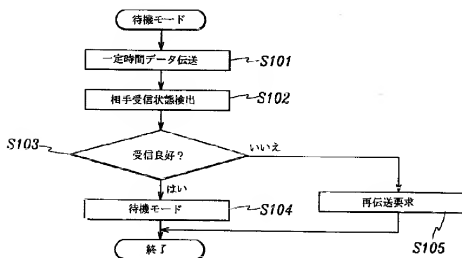 待機モード
一定時間データ伝送
S101
相手受信状態検出
S102
S103
受信良好?
いいえ
はい
待機モード
S104
再伝送要求
S105
終了